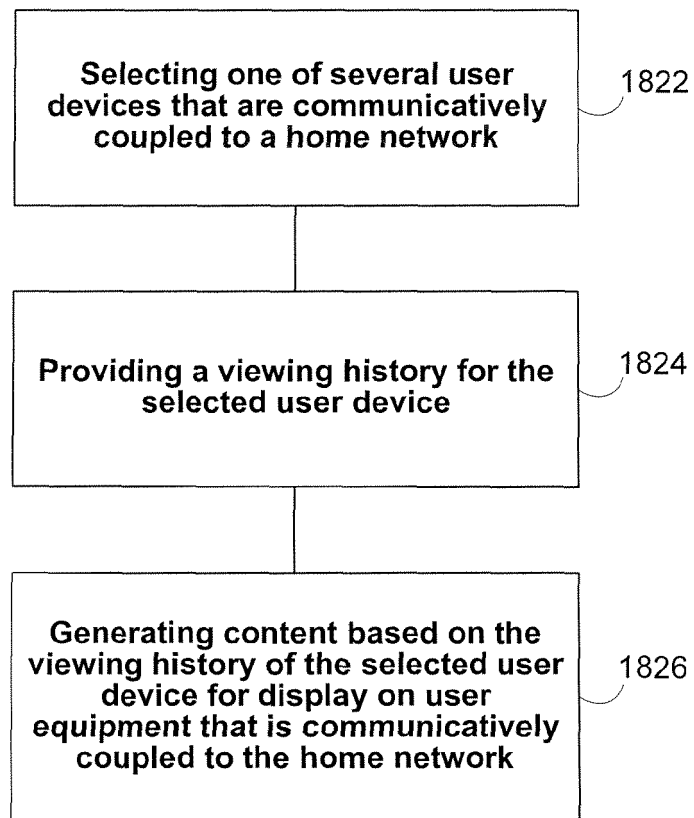 Selecting one of several user
devices that are communicatively
coupled to a home network
1822
Providing a viewing history for the
selected user device
1824
Generating content based on the
viewing history of the selected user
device for display on user
equipment that is communicatively
coupled to the home network
1826